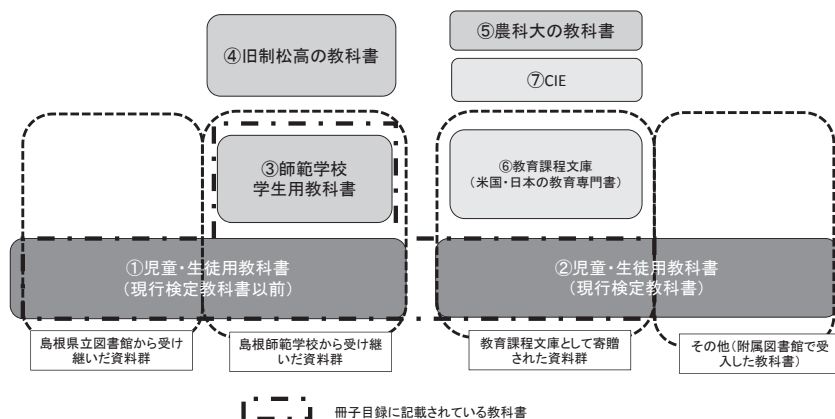 ④旧制松高の教科書
⑤農科大の教科書
⑦CIE
③師範学校
学生用教科書
⑥教育課程文庫
（米国・日本の教育専門書）
①児童・生徒用教科書
（現行検定教科書以前）
②児童・生徒用教科書
（現行検定教科書）
島根県立図書館から受け
継いだ資料群
島根師範学校から受け継
いだ資料群
教育課程文庫として寄贈
された資料群
その他（附属図書館で受
入した教科書）
冊子目録に記載されている教科書